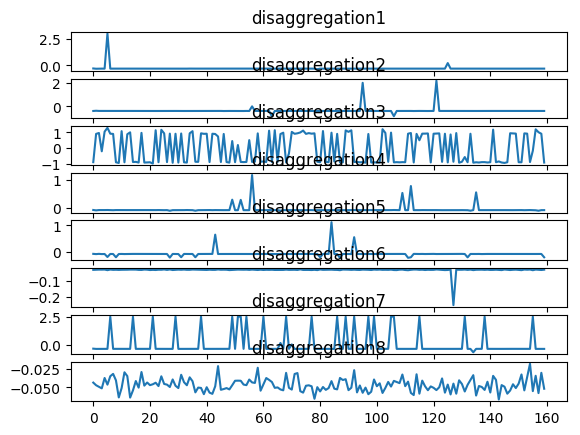 disaggregation1
2.5
0.0
disaggregation2
2
0
disaggregation3
1
0
−1
disaggregation4
1
0
disaggregation5
1
0
disaggregation6
−0.1
−0.2
disaggregation7
2.5
0.0
disaggregation8
−0.025
−0.050
0 20 40 60 80 100 120 140 160